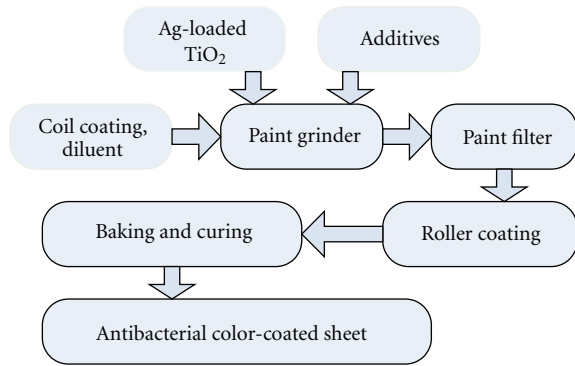 Ag-loaded
TiO₂
Additives
Coil coating,
diluent
Paint grinder
Paint filter
Baking and curing
Roller coating
Antibacterial color-coated sheet